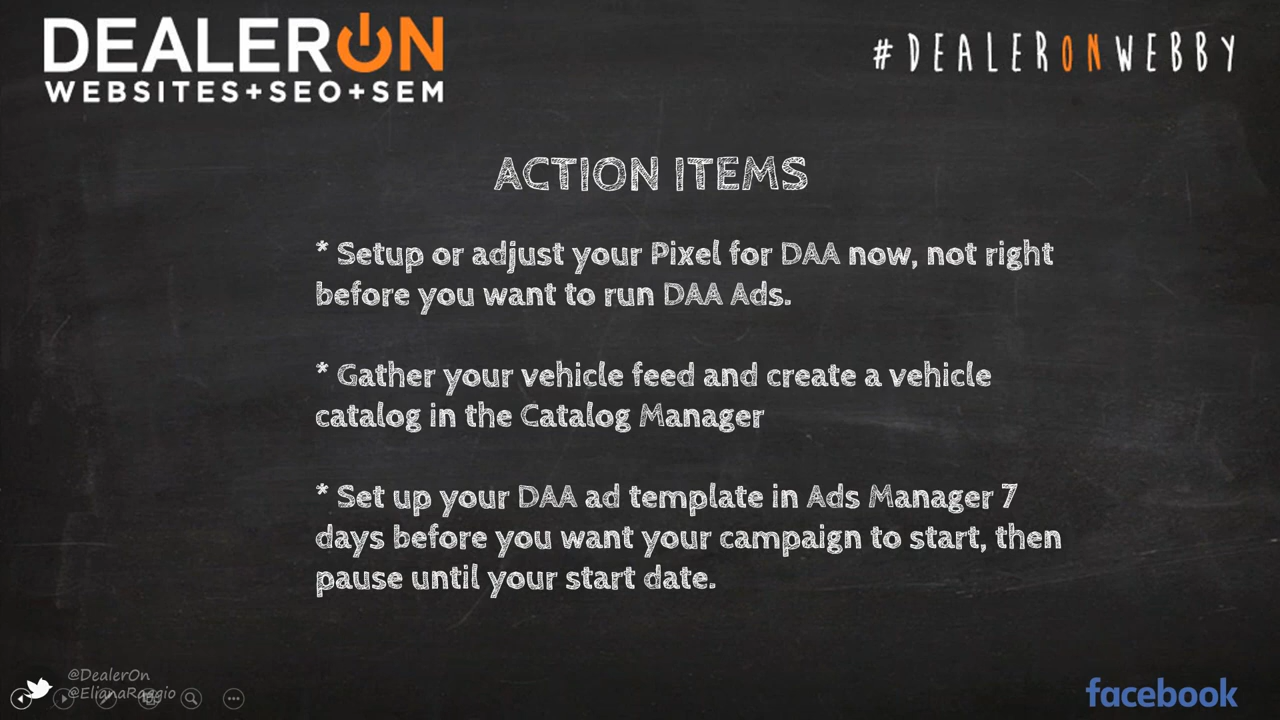 DEALERON
WEBSITES+SEO+SEM
#DEALERONWEBBY
ACTION ITEMS
* Setup or adjust your Pixel for DAA now, not right
before you want to run DAA Ads.
* Gather your vehicle feed and create a vehicle
catalog in the Catalog Manager
* Set up your DAA ad template in Ads Manager 7
days before you want your campaign to start, then
pause until your start date.
@DealerOn
@ElianaRaggio
facebook